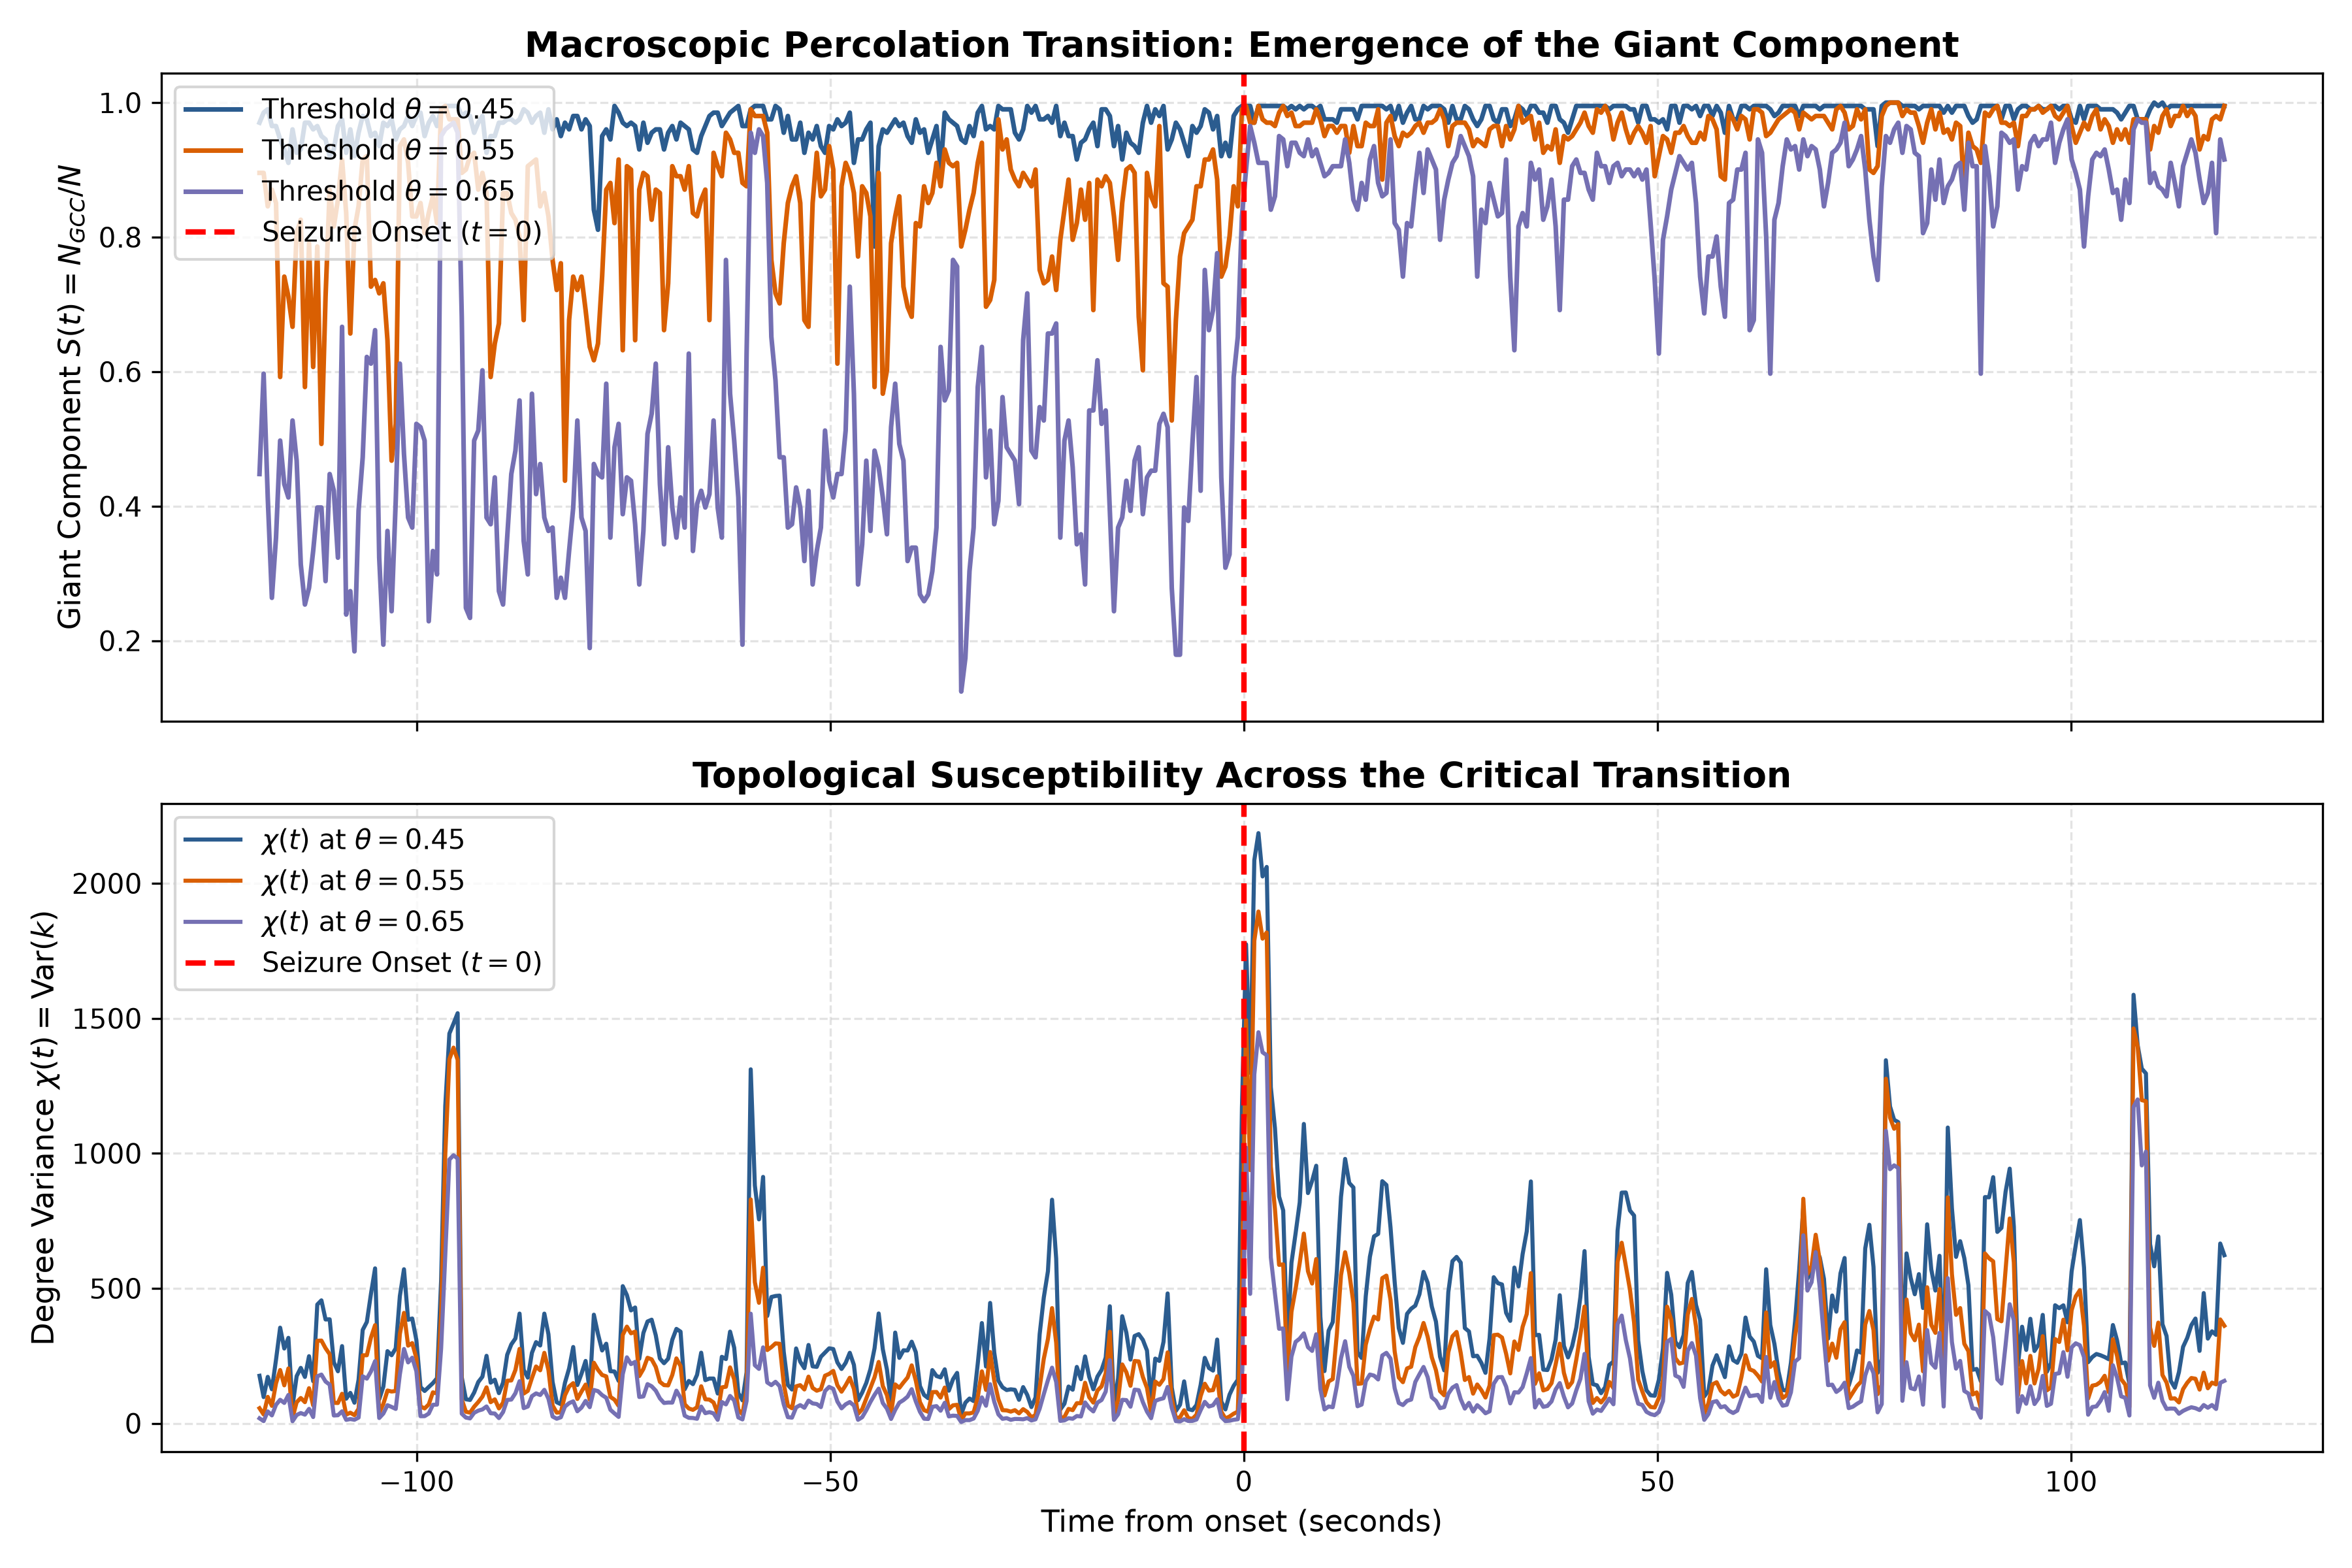 Macroscopic Percolation Transition: Emergence of the Giant Component
Giant Component S(t) = N_GCC/N
1.0
0.8
0.6
0.4
0.2
Threshold θ = 0.45
Threshold θ = 0.55
Threshold θ = 0.65
Seizure Onset (t = 0)
Topological Susceptibility Across the Critical Transition
Degree Variance χ(t) = Var(k)
2000
1500
1000
500
0
χ(t) at θ = 0.45
χ(t) at θ = 0.55
χ(t) at θ = 0.65
Seizure Onset (t = 0)
−100
−50
0
50
100
Time from onset (seconds)